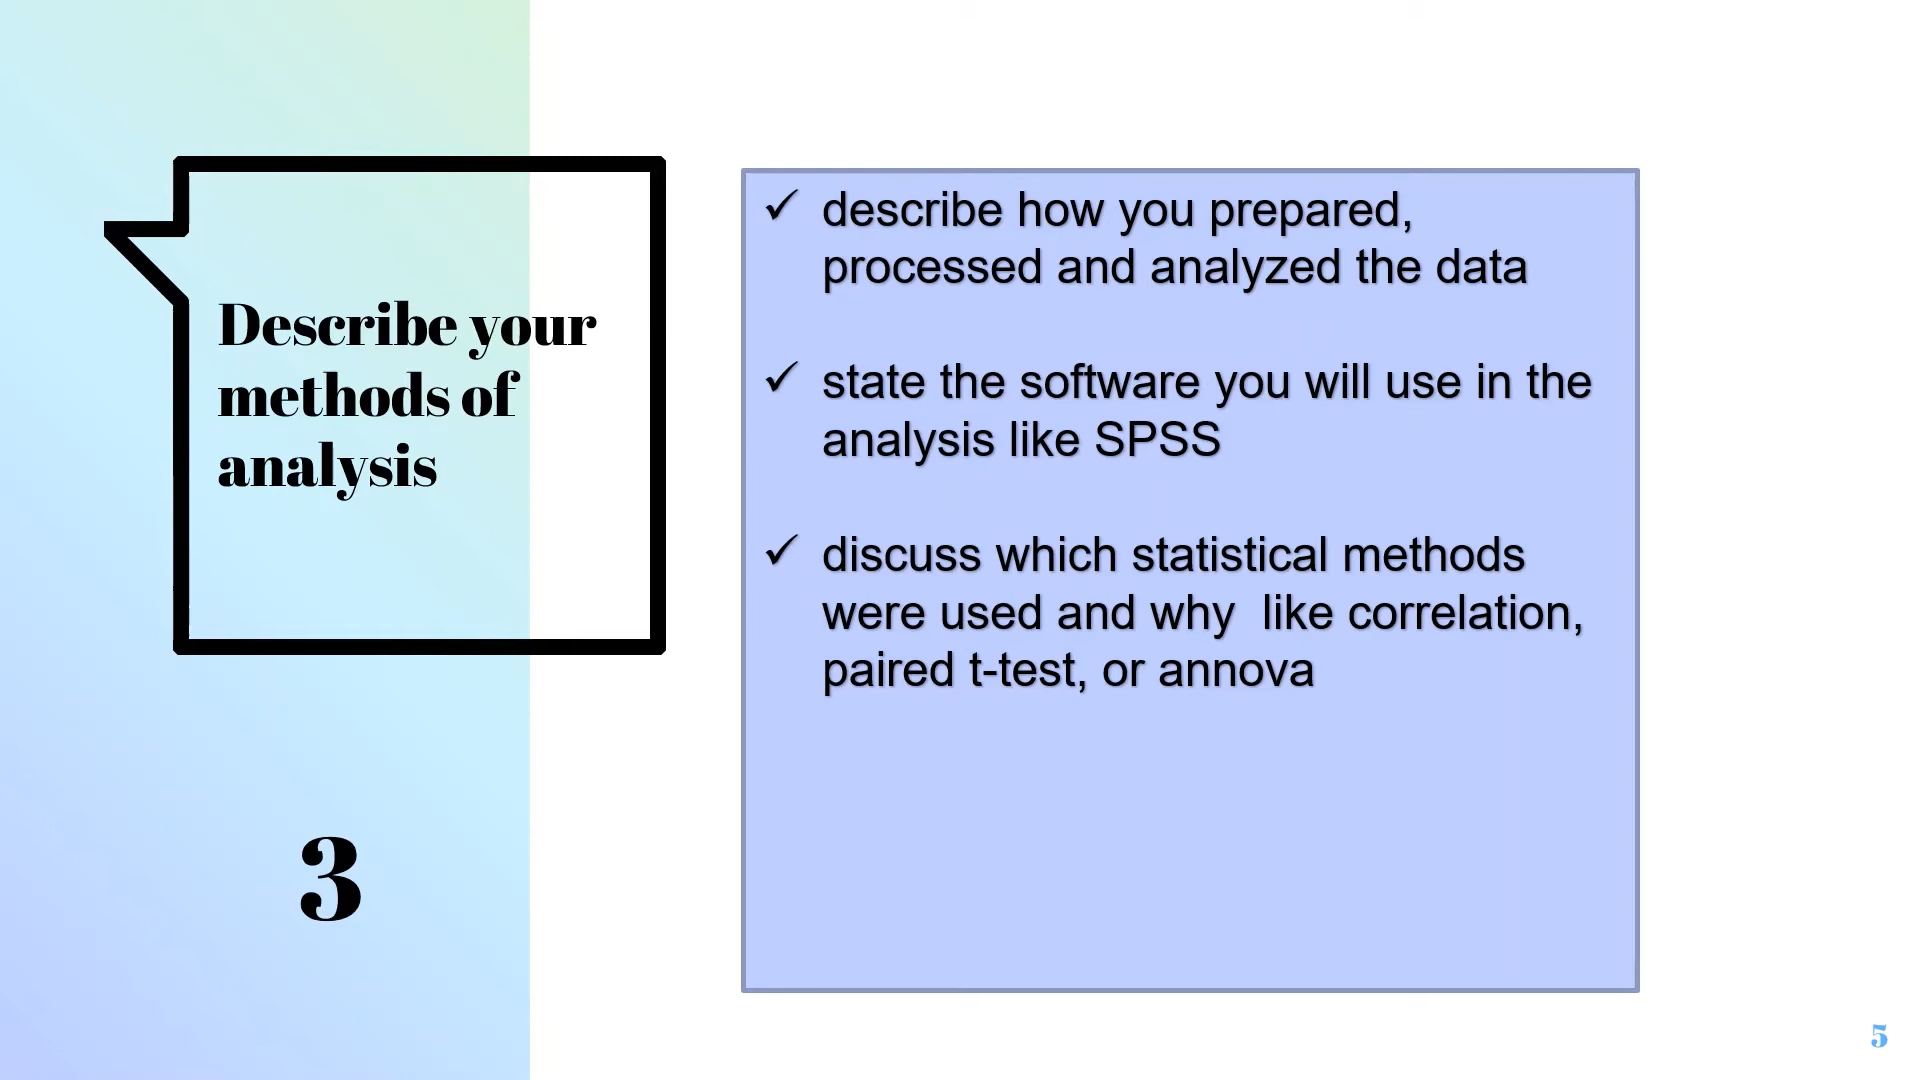 Describe your
methods of
analysis
3
✓ describe how you prepared,
processed and analyzed the data
✓ state the software you will use in the
analysis like SPSS
✓ discuss which statistical methods
were used and why  like correlation,
paired t-test, or annova
5